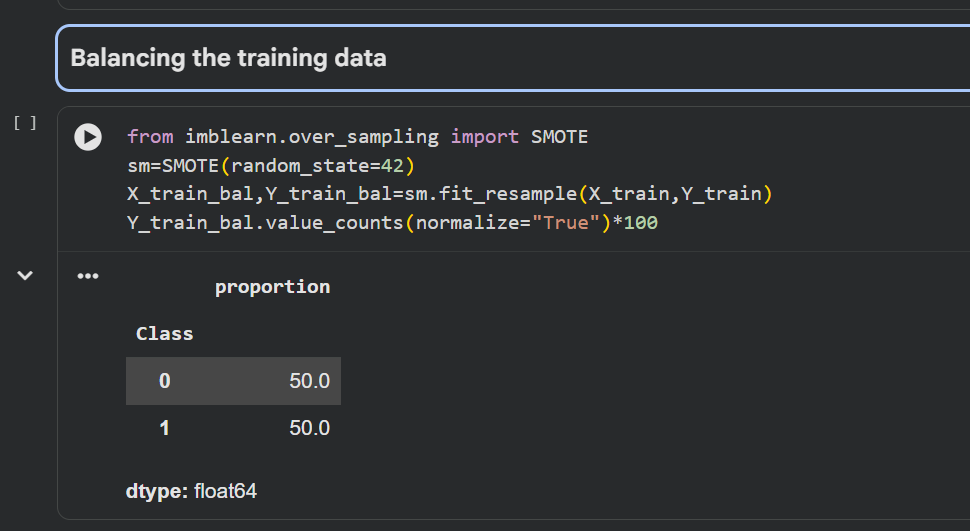 Balancing the training data
[ ]
from imblearn.over_sampling import SMOTE
sm=SMOTE(random_state=42)
X_train_bal,Y_train_bal=sm.fit_resample(X_train,Y_train)
Y_train_bal.value_counts(normalize="True")*100
proportion
Class
0 50.0
1 50.0
dtype: float64